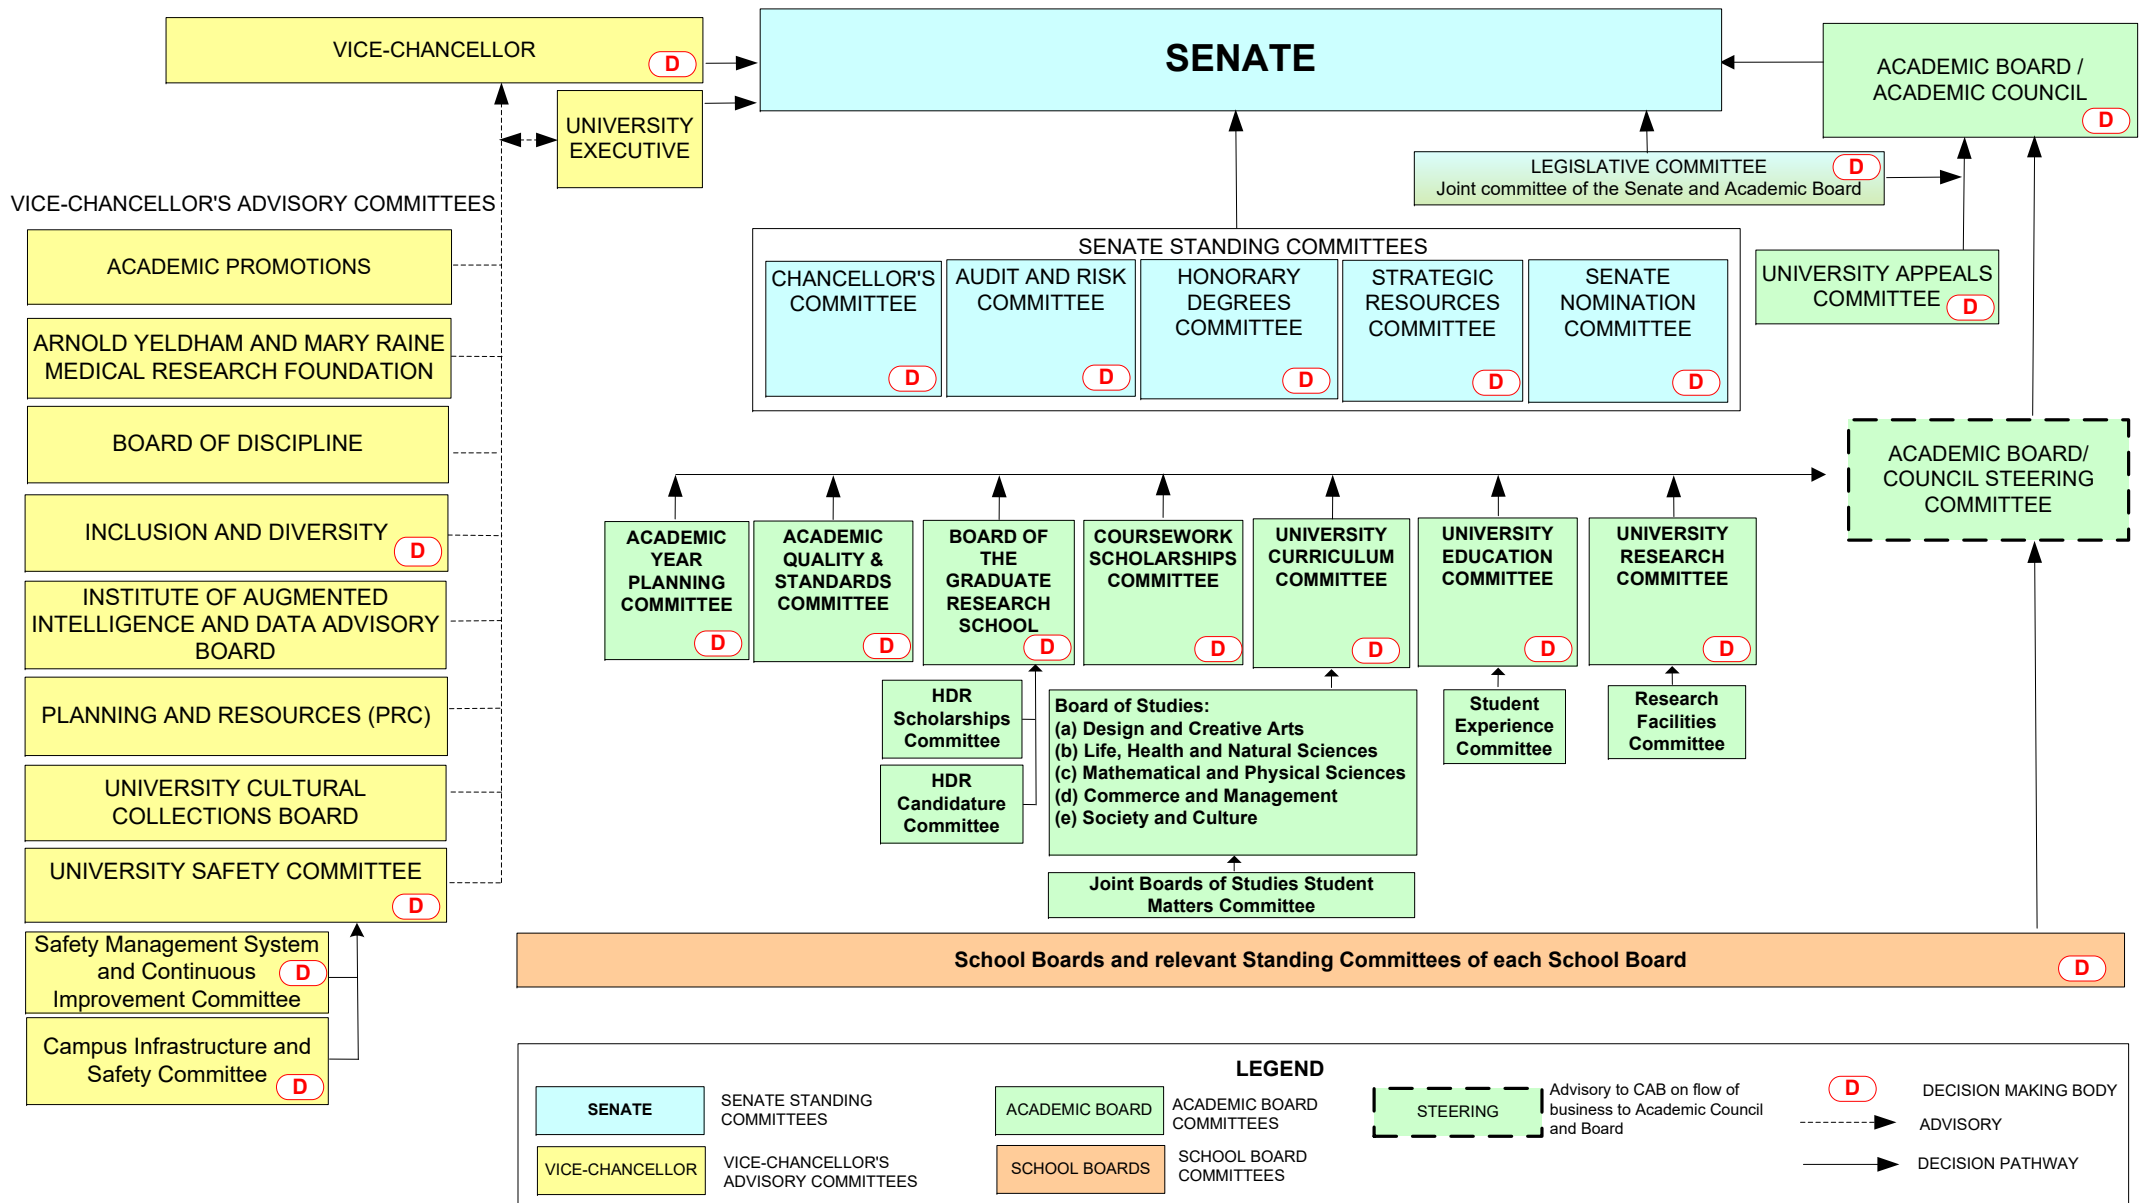 VICE-CHANCELLOR
D
SENATE
ACADEMIC BOARD /
ACADEMIC COUNCIL
D
UNIVERSITY
EXECUTIVE
LEGISLATIVE COMMITTEE
D
Joint committee of the Senate and Academic Board
VICE-CHANCELLOR'S ADVISORY COMMITTEES
ACADEMIC PROMOTIONS
ARNOLD YELDHAM AND MARY RAINE
MEDICAL RESEARCH FOUNDATION
BOARD OF DISCIPLINE
INCLUSION AND DIVERSITY
D
INSTITUTE OF AUGMENTED
INTELLIGENCE AND DATA ADVISORY
BOARD
PLANNING AND RESOURCES (PRC)
UNIVERSITY CULTURAL
COLLECTIONS BOARD
UNIVERSITY SAFETY COMMITTEE
D
Safety Management System
and Continuous
Improvement Committee
D
Campus Infrastructure and
Safety Committee
D
SENATE STANDING COMMITTEES
CHANCELLOR'S
COMMITTEE
D
AUDIT AND RISK
COMMITTEE
D
HONORARY
DEGREES
COMMITTEE
D
STRATEGIC
RESOURCES
COMMITTEE
D
SENATE
NOMINATION
COMMITTEE
D
UNIVERSITY APPEALS
COMMITTEE
D
ACADEMIC BOARD/
COUNCIL STEERING
COMMITTEE
ACADEMIC
YEAR
PLANNING
COMMITTEE
D
ACADEMIC
QUALITY &
STANDARDS
COMMITTEE
D
BOARD OF
THE
GRADUATE
RESEARCH
SCHOOL
D
COURSEWORK
SCHOLARSHIPS
COMMITTEE
D
UNIVERSITY
CURRICULUM
COMMITTEE
D
UNIVERSITY
EDUCATION
COMMITTEE
D
UNIVERSITY
RESEARCH
COMMITTEE
D
HDR
Scholarships
Committee
HDR
Candidature
Committee
Board of Studies:
(a) Design and Creative Arts
(b) Life, Health and Natural Sciences
(c) Mathematical and Physical Sciences
(d) Commerce and Management
(e) Society and Culture
Student
Experience
Committee
Research
Facilities
Committee
Joint Boards of Studies Student
Matters Committee
School Boards and relevant Standing Committees of each School Board
D
LEGEND
SENATE
SENATE STANDING
COMMITTEES
VICE-CHANCELLOR
VICE-CHANCELLOR'S
ADVISORY COMMITTEES
ACADEMIC BOARD
ACADEMIC BOARD
COMMITTEES
SCHOOL BOARDS
SCHOOL BOARD
COMMITTEES
STEERING
Advisory to CAB on flow of
business to Academic Council
and Board
D
DECISION MAKING BODY
ADVISORY
DECISION PATHWAY